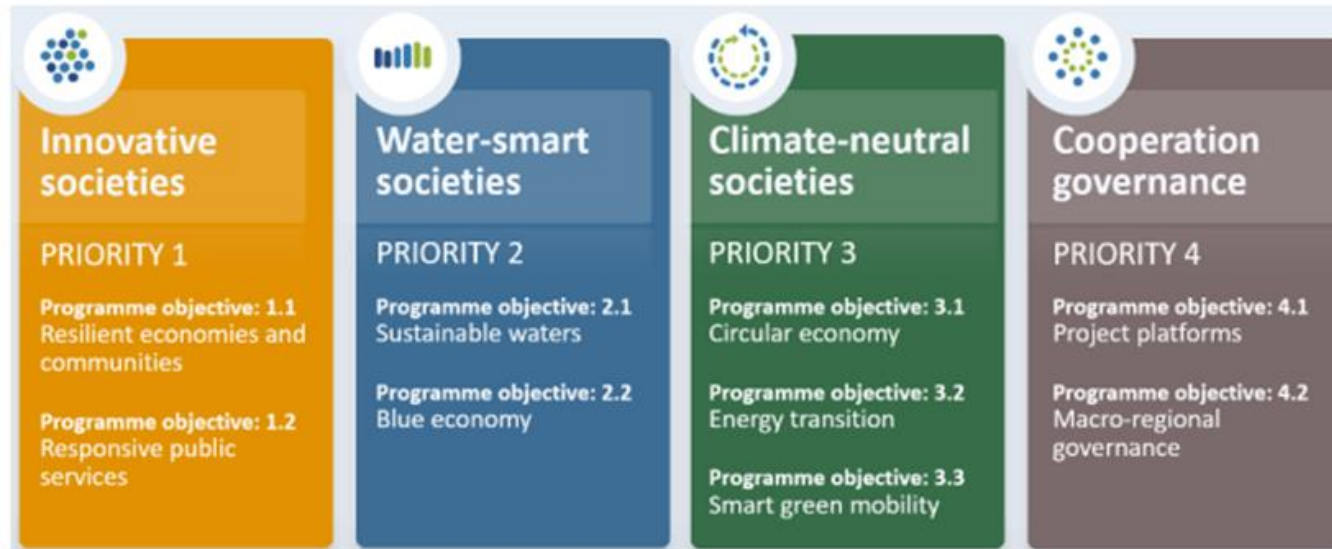 Innovative
societies
PRIORITY 1
Programme objective: 1.1
Resilient economies and
communities
Programme objective: 1.2
Responsive public
services
Water-smart
societies
PRIORITY 2
Programme objective: 2.1
Sustainable waters
Programme objective: 2.2
Blue economy
Climate-neutral
societies
PRIORITY 3
Programme objective: 3.1
Circular economy
Programme objective: 3.2
Energy transition
Programme objective: 3.3
Smart green mobility
Cooperation
governance
PRIORITY 4
Programme objective: 4.1
Project platforms
Programme objective: 4.2
Macro-regional
governance